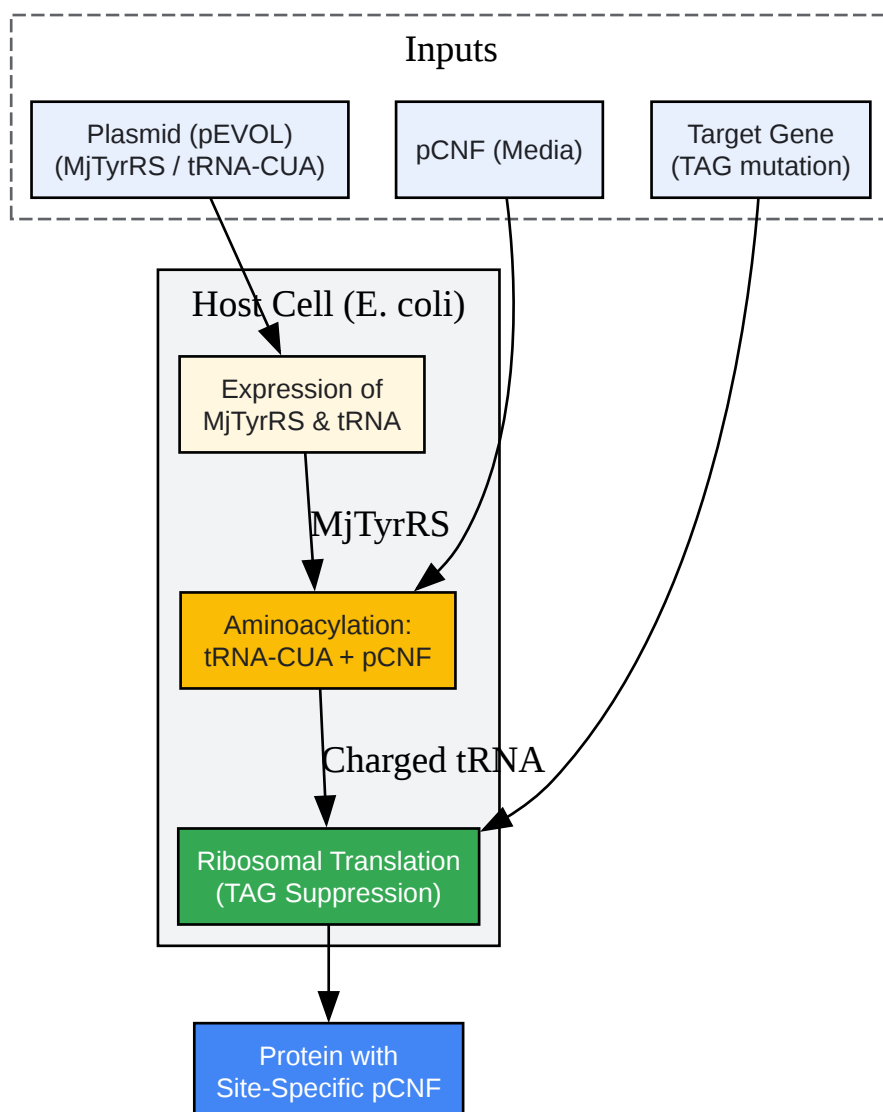 Inputs
Plasmid (pEVOL)
(MjTyrRS / tRNA-CUA)
pCNF (Media)
Target Gene
(TAG mutation)
Host Cell (E. coli)
Expression of
MjTyrRS & tRNA
MjTyrRS
Aminoacylation:
tRNA-CUA + pCNF
Charged tRNA
Ribosomal Translation
(TAG Suppression)
Protein with
Site-Specific pCNF